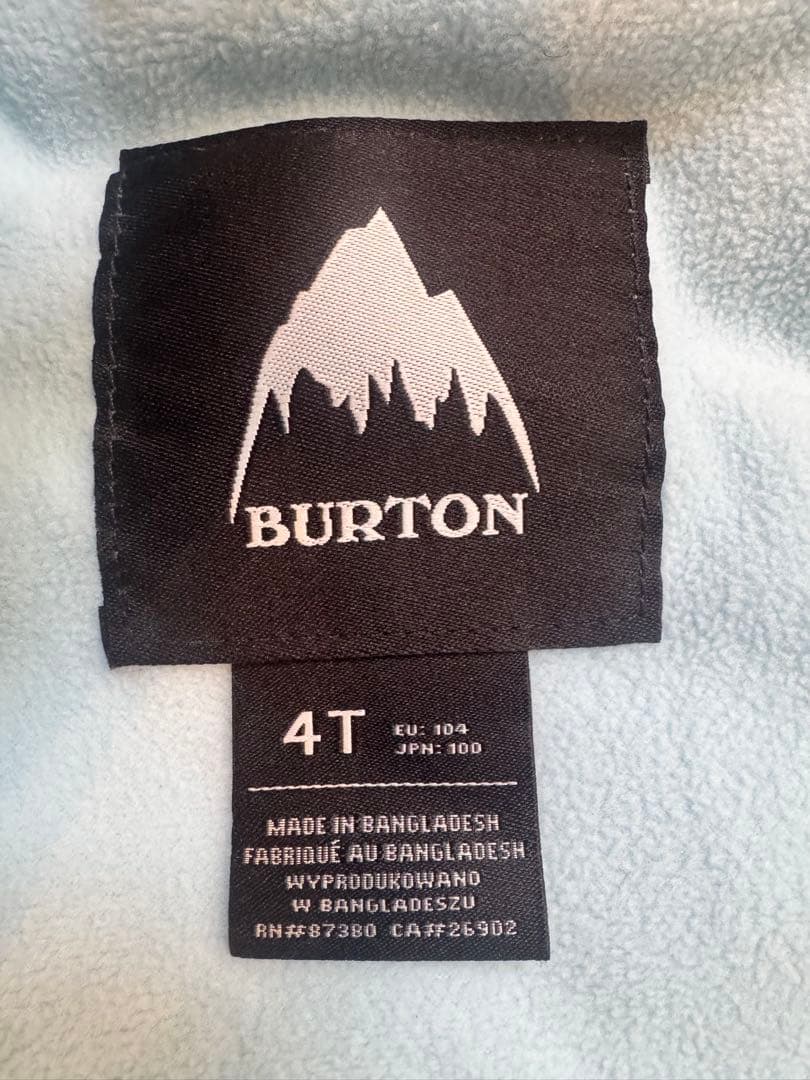 BURTON
4T
EU: 104
JPN: 100
MADE IN BANGLADESH
FABRIQUÉ AU BANGLADESH
WYPRODUKOWANO
W BANGLADESZU
RN#87380 CA#26902